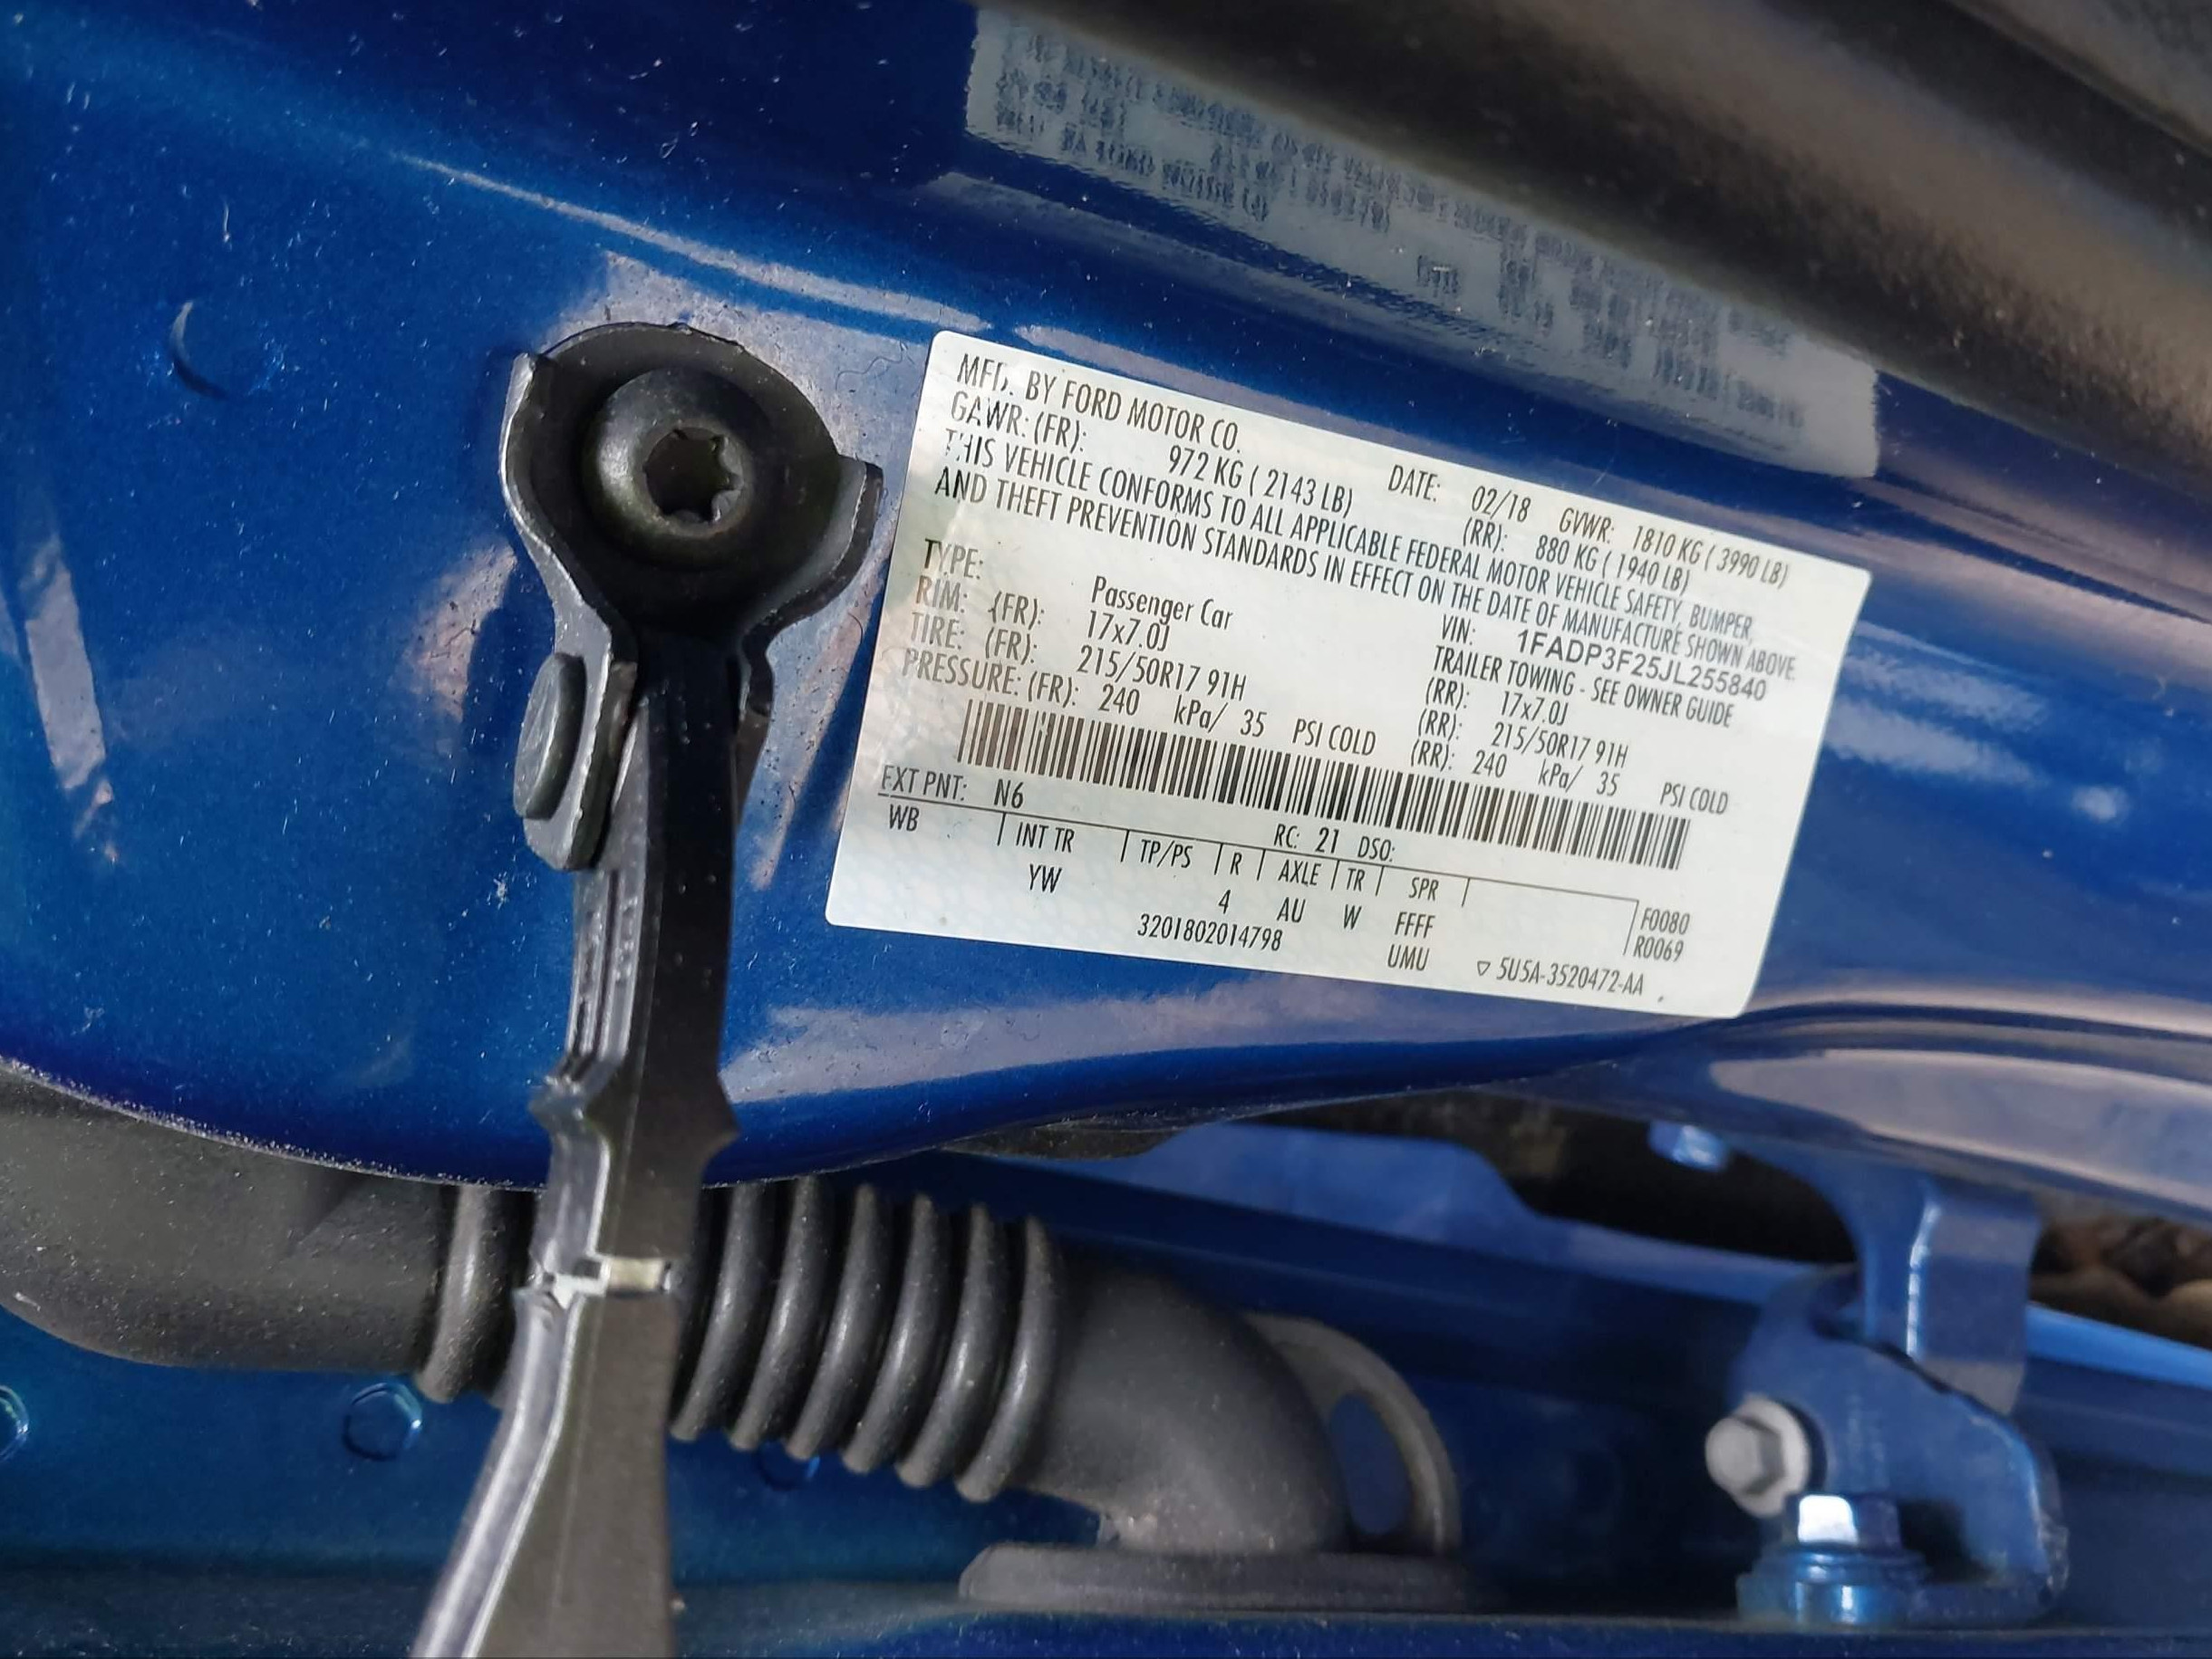 MFD. BY FORD MOTOR CO. DATE: 02/18 GVWR: 1810 KG ( 3990 LB)
GAWR: (FR): 972 KG ( 2143 LB) (RR): 880 KG ( 1940 LB)
THIS VEHICLE CONFORMS TO ALL APPLICABLE FEDERAL MOTOR VEHICLE SAFETY, BUMPER,
AND THEFT PREVENTION STANDARDS IN EFFECT ON THE DATE OF MANUFACTURE SHOWN ABOVE.
VIN: 1FADP3F25JL255840
TYPE: Passenger Car TRAILER TOWING - SEE OWNER GUIDE
RIM: (FR): 17x7.0J (RR): 17x7.0J
TIRE: (FR): 215/50R17 91H (RR): 215/50R17 91H
PRESSURE: (FR): 240 kPa/ 35 PSI COLD (RR): 240 kPa/ 35 PSI COLD
EXT PNT: N6 RC: 21 DSO:
WB INT TR TP/PS R AXLE TR SPR F0080
YW 4 AU W FFFF R0069
3201802014798 UMU ▽ 5U5A-3520472-AA